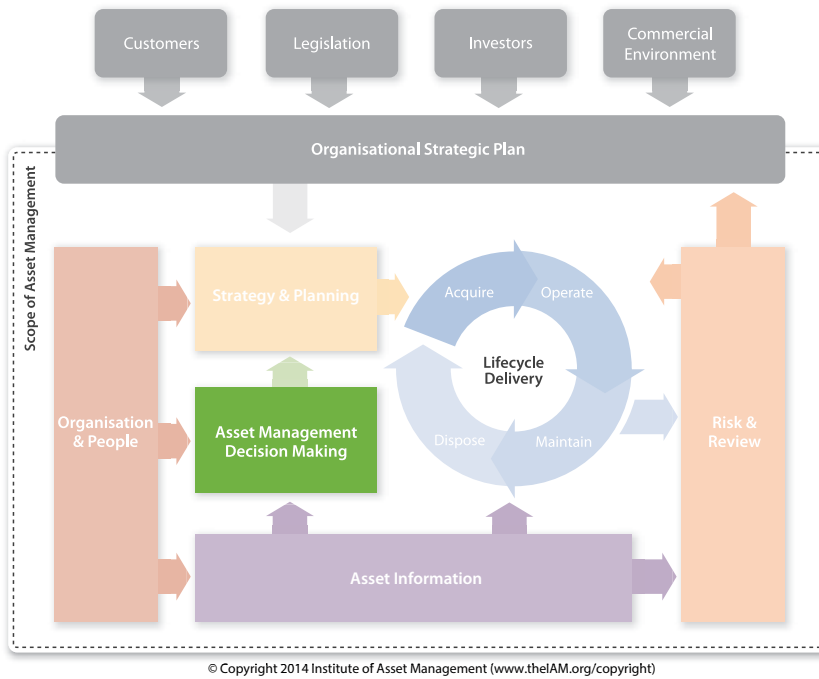 Customers
Legislation
Investors
Commercial
Environment
Organisational Strategic Plan
Scope of Asset Management
Strategy & Planning
Acquire
Operate
Lifecycle
Delivery
Organisation
& People
Asset Management
Decision Making
Dispose
Maintain
Risk &
Review
Asset Information
© Copyright 2014 Institute of Asset Management (www.theIAM.org/copyright)